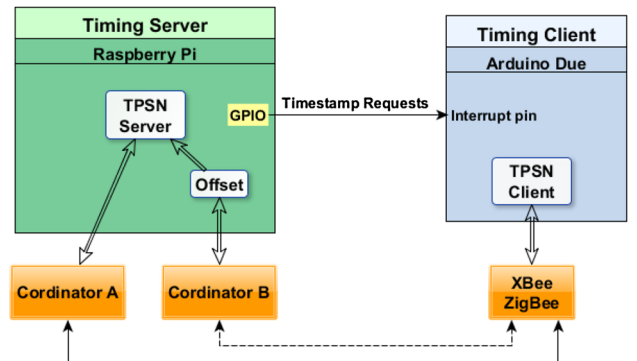 Timing Server
Raspberry Pi
TPSN
Server
GPIO
Offset
Timestamp Requests
Timing Client
Arduino Due
Interrupt pin
TPSN
Client
Cordinator A
Cordinator B
XBee
ZigBee